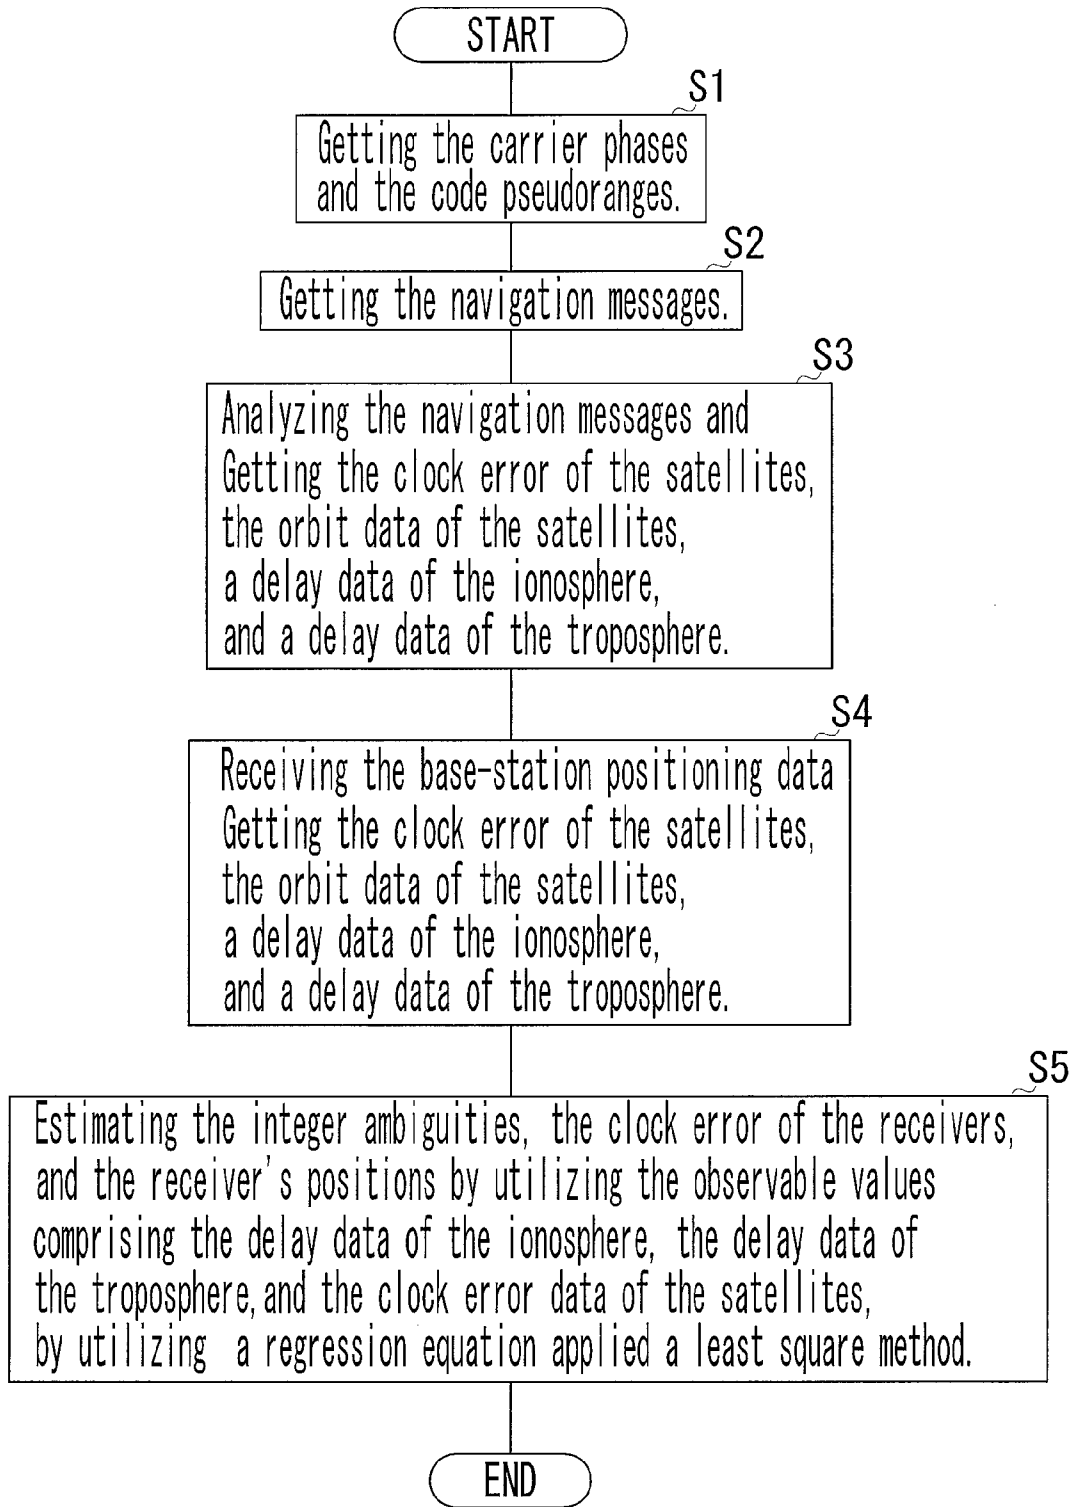 START
S1
Getting the carrier phases
and the code pseudoranges.
S2
Getting the navigation messages.
S3
Analyzing the navigation messages and
Getting the clock error of the satellites,
the orbit data of the satellites,
a delay data of the ionosphere,
and a delay data of the troposphere.
S4
Receiving the base-station positioning data
Getting the clock error of the satellites,
the orbit data of the satellites,
a delay data of the ionosphere,
and a delay data of the troposphere.
S5
Estimating the integer ambiguities, the clock error of the receivers,
and the receiver's positions by utilizing the observable values
comprising the delay data of the ionosphere, the delay data of
the troposphere, and the clock error data of the satellites,
by utilizing a regression equation applied a least square method.
END